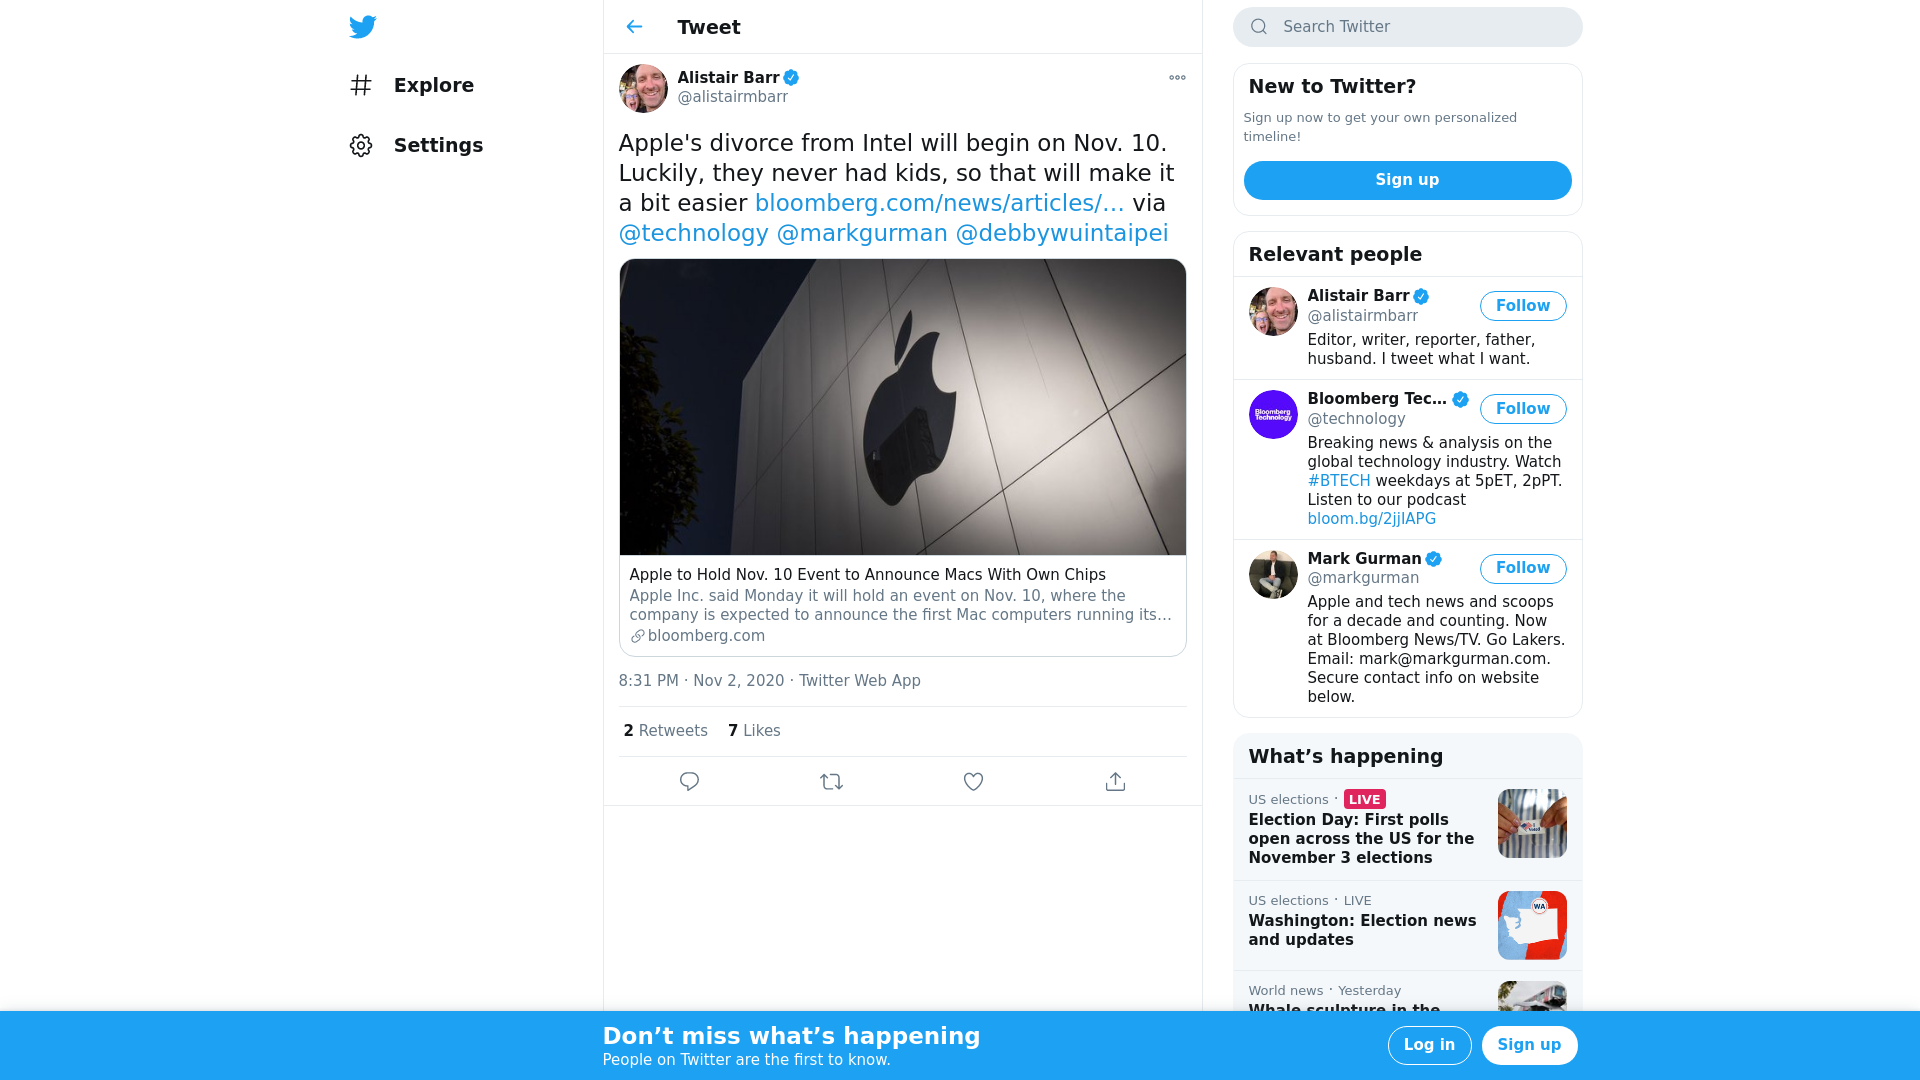 Explore
Settings
Tweet
Alistair Barr
@alistairmbarr
Apple's divorce from Intel will begin on Nov. 10.
Luckily, they never had kids, so that will make it
a bit easier bloomberg.com/news/articles/… via
@technology @markgurman @debbywuintaipei
Apple to Hold Nov. 10 Event to Announce Macs With Own Chips
Apple Inc. said Monday it will hold an event on Nov. 10, where the
company is expected to announce the first Mac computers running its…
bloomberg.com
8:31 PM · Nov 2, 2020 · Twitter Web App
2 Retweets 7 Likes
Search Twitter
New to Twitter?
Sign up now to get your own personalized
timeline!
Sign up
Relevant people
Alistair Barr
@alistairmbarr
Follow
Editor, writer, reporter, father,
husband. I tweet what I want.
Bloomberg Technology
Bloomberg Tec…
@technology
Follow
Breaking news & analysis on the
global technology industry. Watch
#BTECH weekdays at 5pET, 2pPT.
Listen to our podcast
bloom.bg/2jjIAPG
Mark Gurman
@markgurman
Follow
Apple and tech news and scoops
for a decade and counting. Now
at Bloomberg News/TV. Go Lakers.
Email: mark@markgurman.com.
Secure contact info on website
below.
What’s happening
US elections · LIVE
Election Day: First polls
open across the US for the
November 3 elections
US elections · LIVE
Washington: Election news
and updates
WA
World news · Yesterday
Whale sculpture in the
Don’t miss what’s happening
People on Twitter are the first to know.
Log in
Sign up